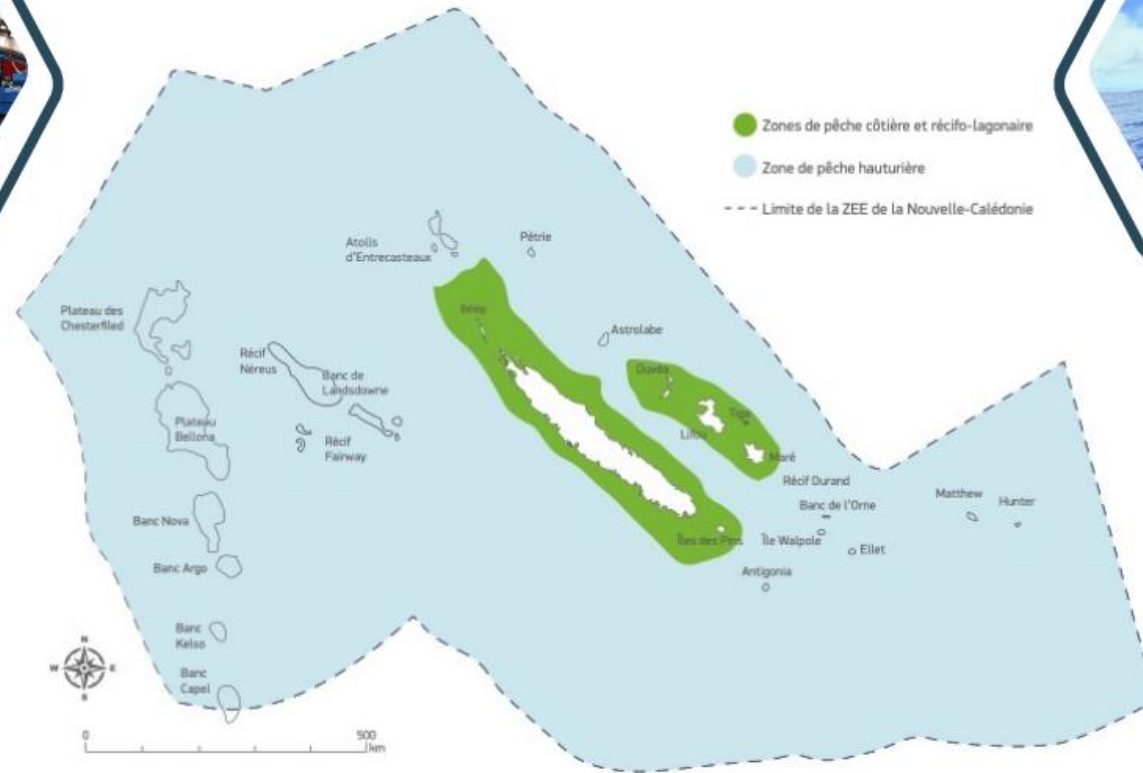 Zones de pêche côtière et récifo-lagonaire
Zone de pêche hauturière
Limite de la ZEE de la Nouvelle-Calédonie
Atolls
d'Entrecasteaux
Pétrie
Plateau des
Chesterfiled
Bélep
Astrolabe
Récif
Néreus
Banc de
Landsdowne
Ouvéa
Plateau
Bellona
Tiga
Lifou
Récif
Fairway
Maré
Récif Durand
Banc de l'Orne
Matthew
Hunter
Banc Nova
Îles des Pins
Île Walpole
Ellet
Banc Argo
Antigonia
Banc
Kelso
N
W
E
S
Banc
Capel
0
500
km